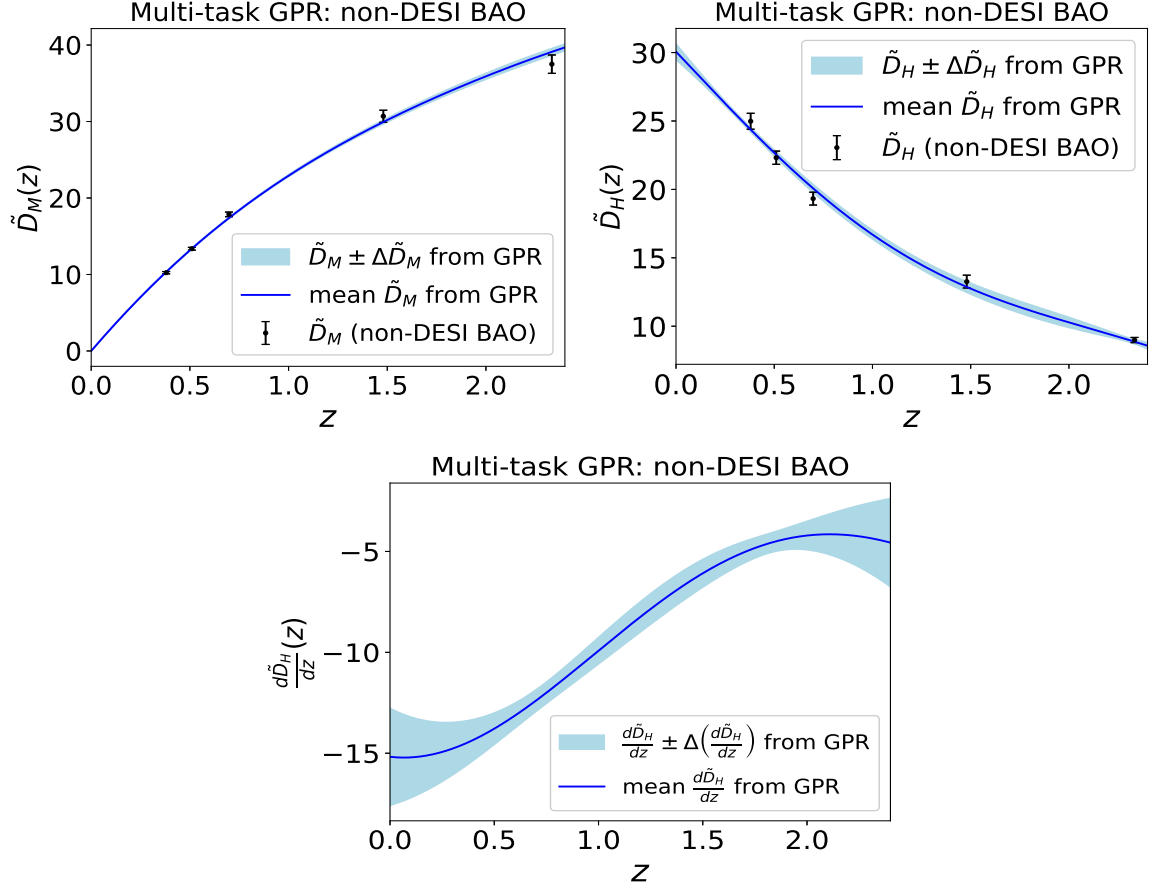 Multi-task GPR: non-DESI BAO
40
30
20
10
0
D̃_M(z)
D̃_M ± ΔD̃_M from GPR
mean D̃_M from GPR
D̃_M (non-DESI BAO)
0.0 0.5 1.0 1.5 2.0
z
Multi-task GPR: non-DESI BAO
30
25
20
15
10
D̃_H(z)
D̃_H ± ΔD̃_H from GPR
mean D̃_H from GPR
D̃_H (non-DESI BAO)
0.0 0.5 1.0 1.5 2.0
z
Multi-task GPR: non-DESI BAO
−5
−10
−15
dD̃_H/dz (z)
dD̃_H/dz ± Δ(dD̃_H/dz) from GPR
mean dD̃_H/dz from GPR
0.0 0.5 1.0 1.5 2.0
z